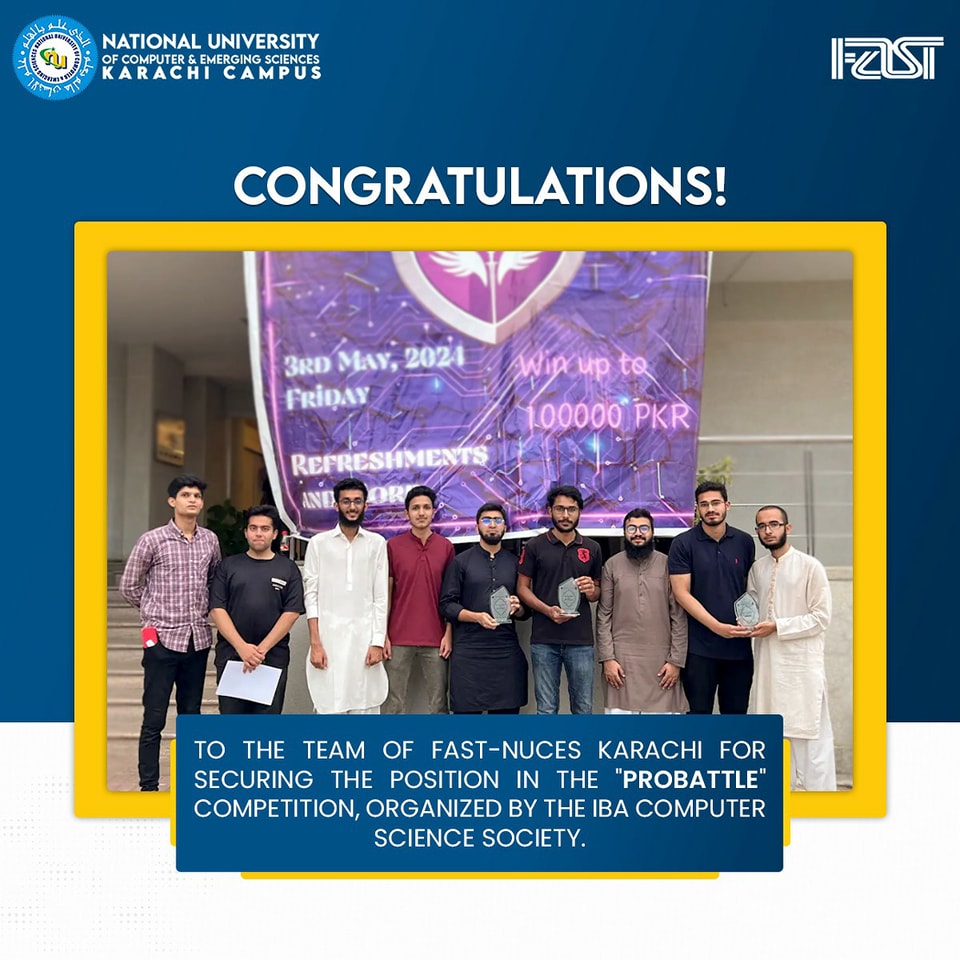 NATIONAL UNIVERSITY
OF COMPUTER & EMERGING SCIENCES
KARACHI CAMPUS
FAST
CONGRATULATIONS!
3RD MAY, 2024
FRIDAY
REFRESHMENTS
AND
Win up to
100000 PKR
TO THE TEAM OF FAST-NUCES KARACHI FOR
SECURING THE POSITION IN THE "PROBATTLE"
COMPETITION, ORGANIZED BY THE IBA COMPUTER
SCIENCE SOCIETY.